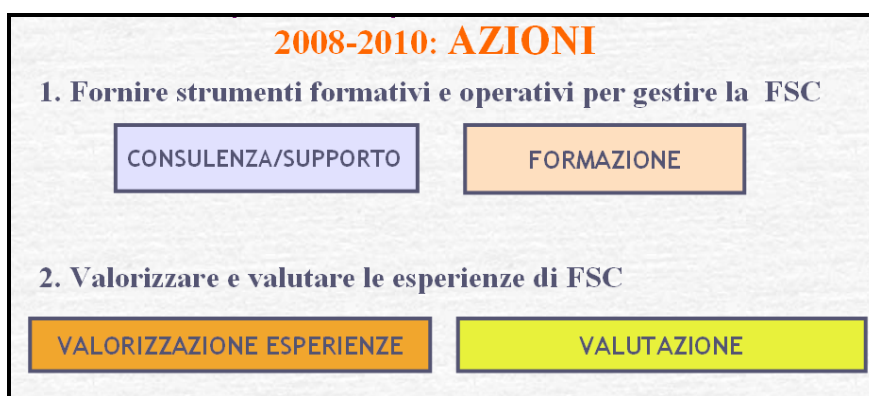 2008-2010: AZIONI
1. Fornire strumenti formativi e operativi per gestire la FSC
CONSULENZA/SUPPORTO FORMAZIONE
2. Valorizzare e valutare le esperienze di FSC
VALORIZZAZIONE ESPERIENZE VALUTAZIONE